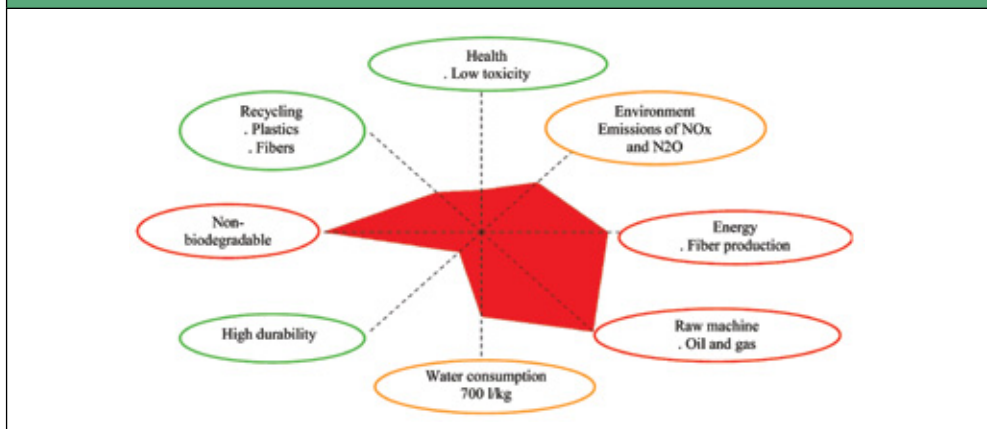 Health
. Low toxicity
Recycling
. Plastics
. Fibers
Environment
Emissions of NOx
and N2O
Non-
biodegradable
Energy
. Fiber production
High durability
Raw machine
. Oil and gas
Water consumption
700 l/kg